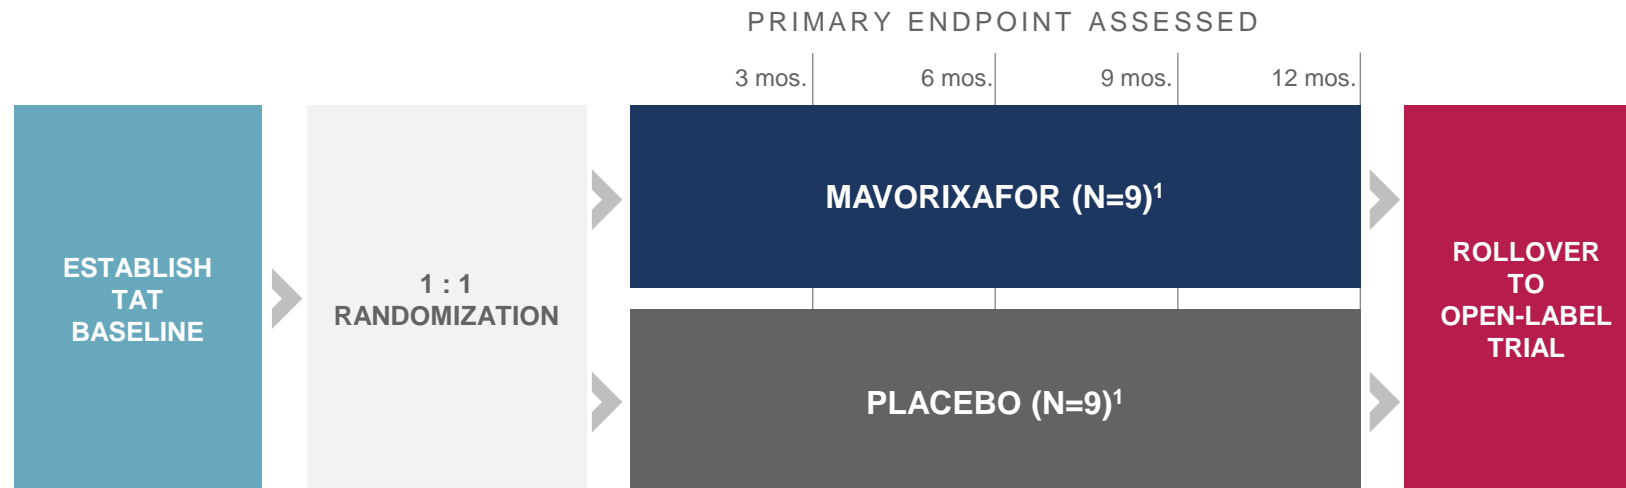 PRIMARY ENDPOINT ASSESSED
3 mos.
6 mos.
9 mos.
12 mos.
ESTABLISH
TAT
BASELINE
1 : 1
RANDOMIZATION
MAVORIXAFOR (N=9)¹
PLACEBO (N=9)¹
ROLLOVER
TO
OPEN-LABEL
TRIAL